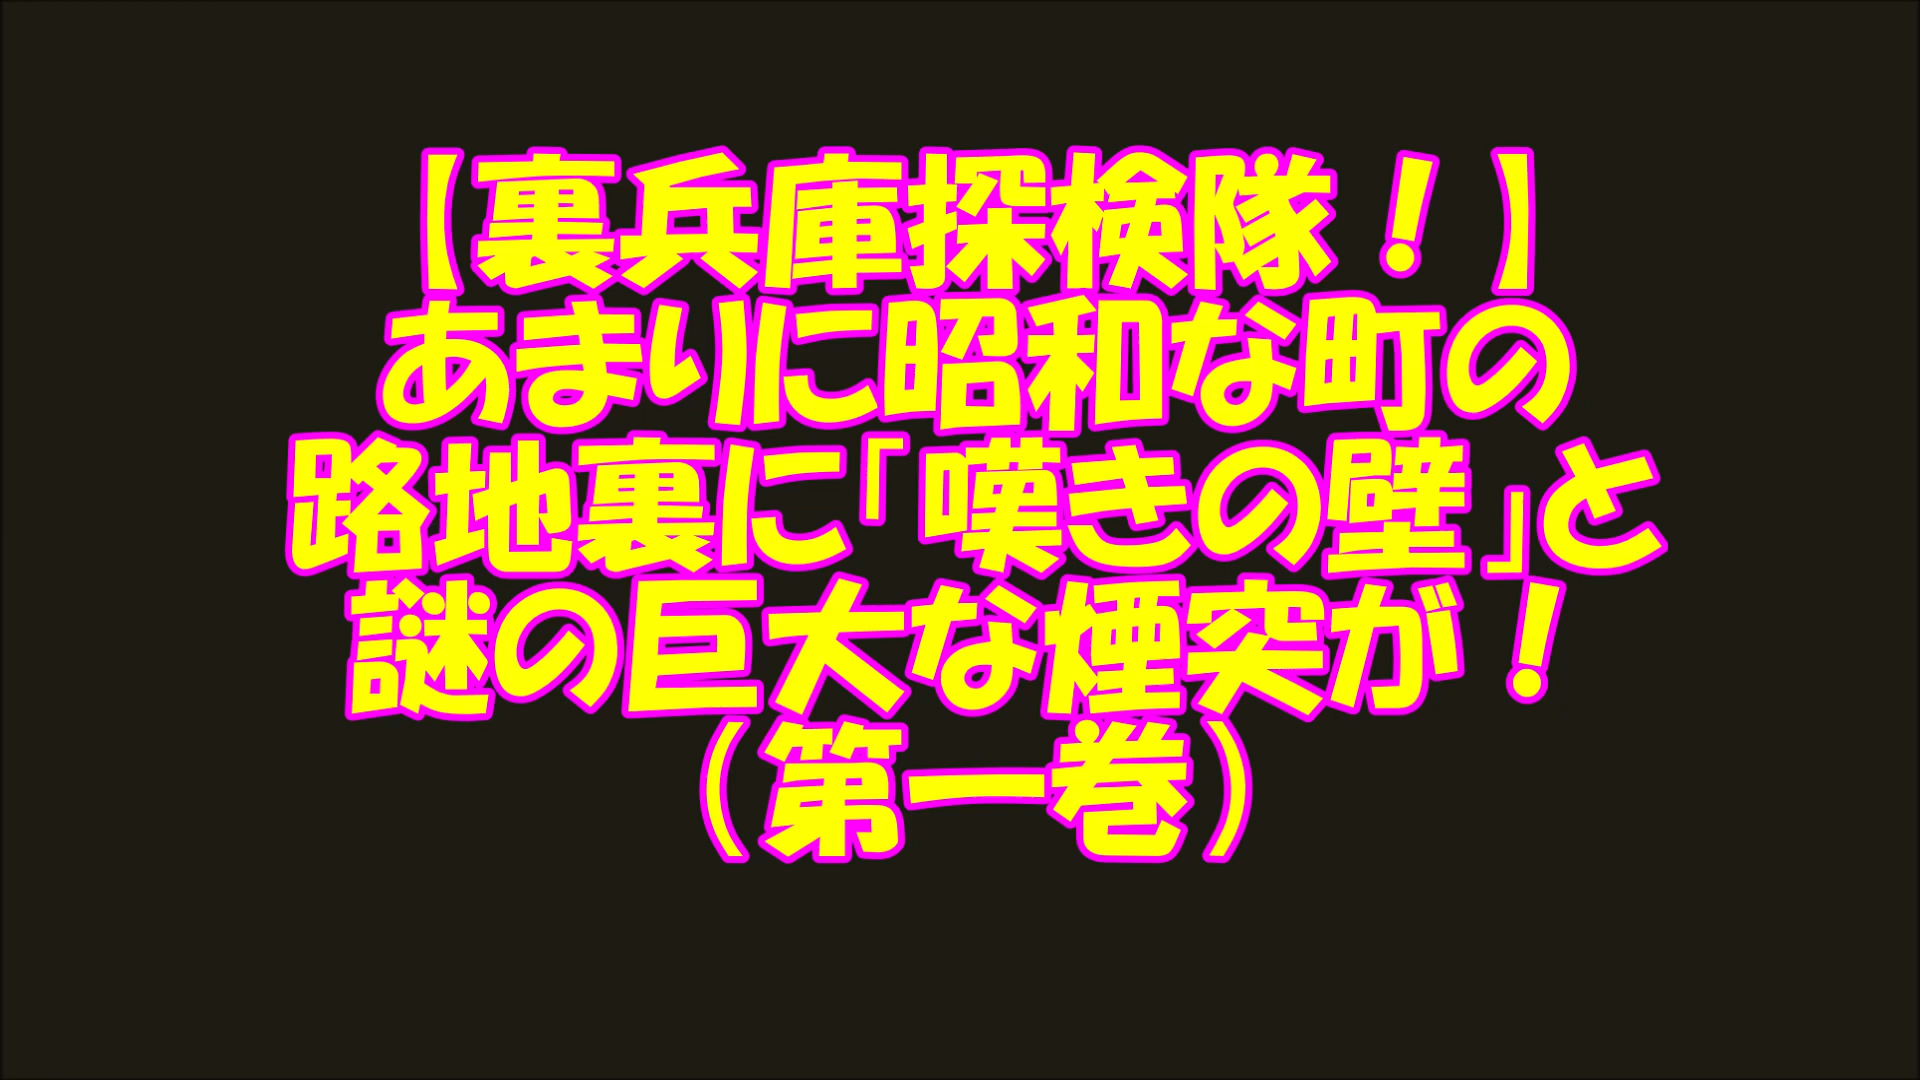 【裏兵庫探検隊！】
あまりに昭和な町の
路地裏に「嘆きの壁」と
謎の巨大な煙突が！
（第一巻）